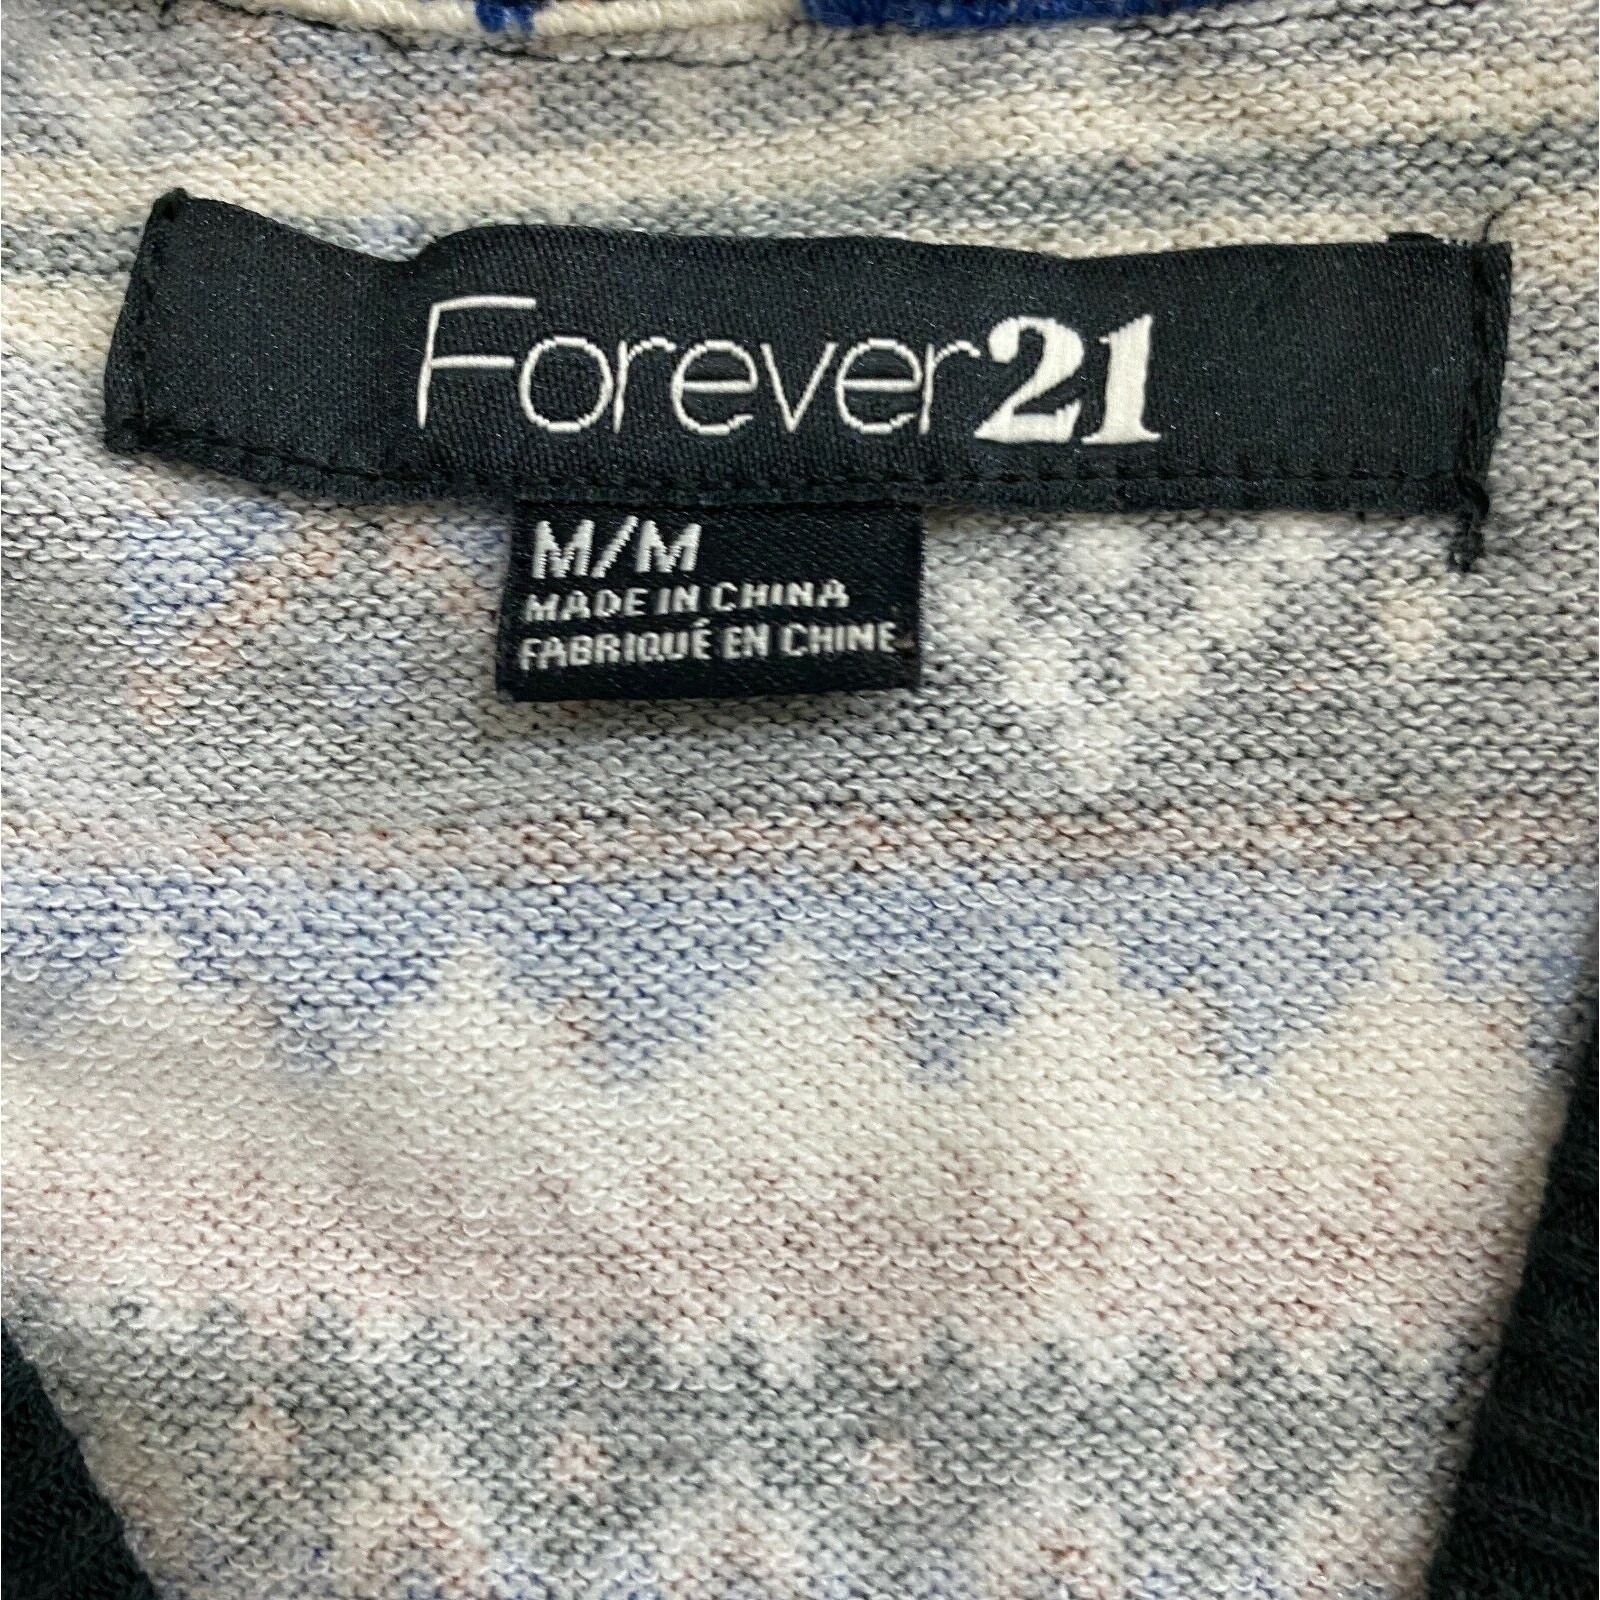 Forever21
M/M
MADE IN CHINA
FABRIQUÉ EN CHINE